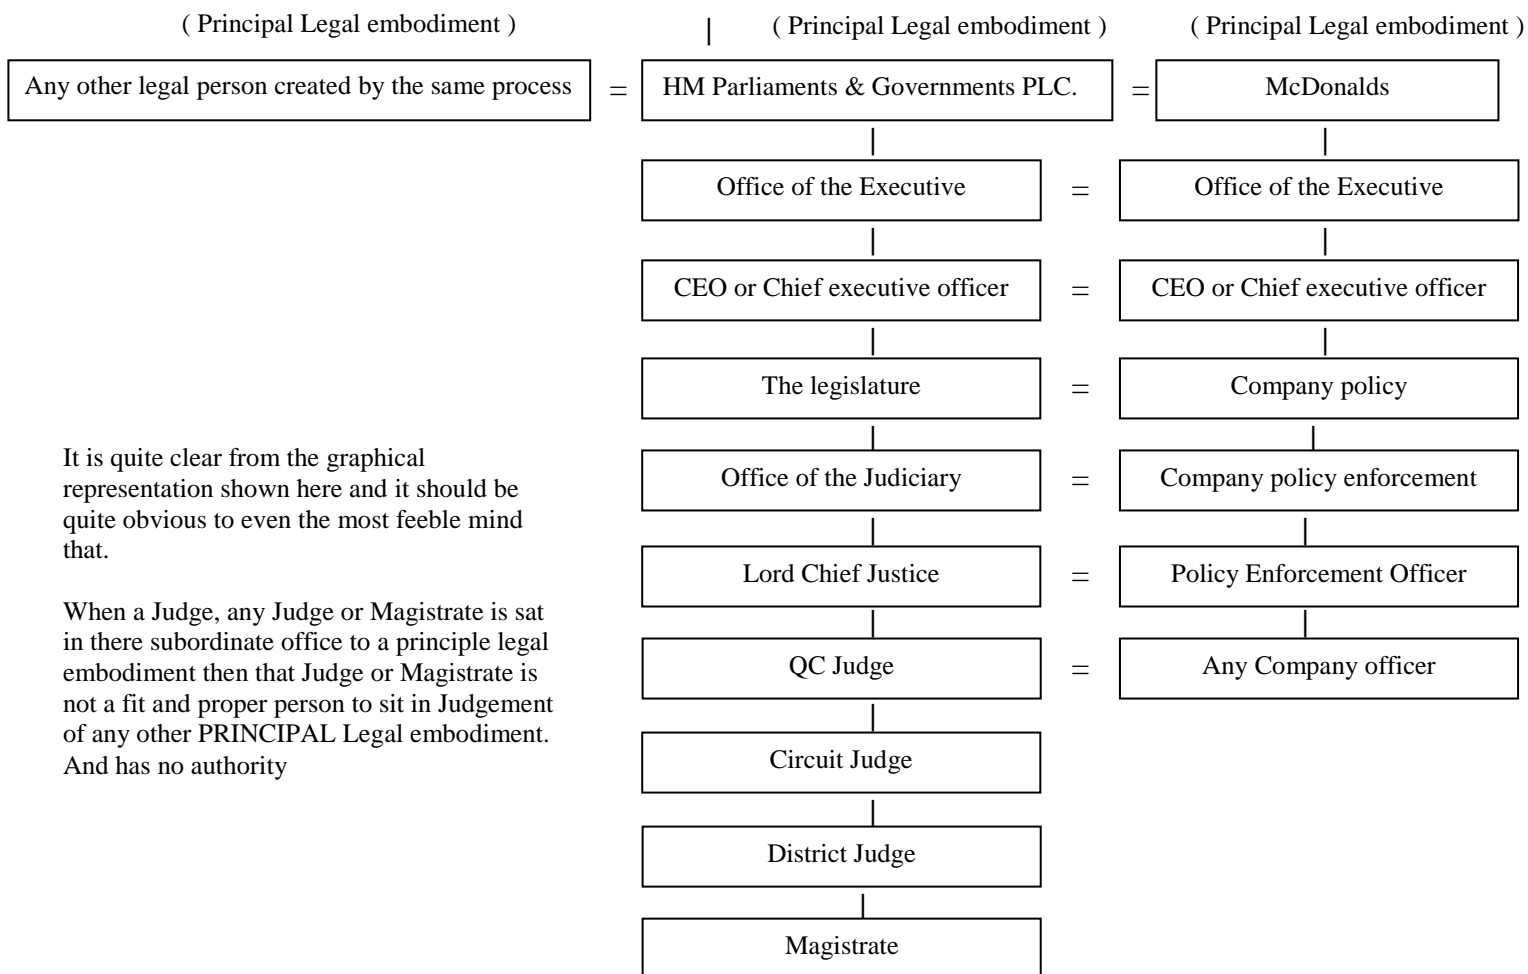 ( Principal Legal embodiment )
( Principal Legal embodiment )
( Principal Legal embodiment )
Any other legal person created by the same process
=
HM Parliaments & Governments PLC.
=
McDonalds
Office of the Executive
=
Office of the Executive
CEO or Chief executive officer
=
CEO or Chief executive officer
The legislature
=
Company policy
Office of the Judiciary
=
Company policy enforcement
Lord Chief Justice
=
Policy Enforcement Officer
QC Judge
=
Any Company officer
Circuit Judge
District Judge
Magistrate
It is quite clear from the graphical
representation shown here and it should be
quite obvious to even the most feeble mind
that.
When a Judge, any Judge or Magistrate is sat
in there subordinate office to a principle legal
embodiment then that Judge or Magistrate is
not a fit and proper person to sit in Judgement
of any other PRINCIPAL Legal embodiment.
And has no authority